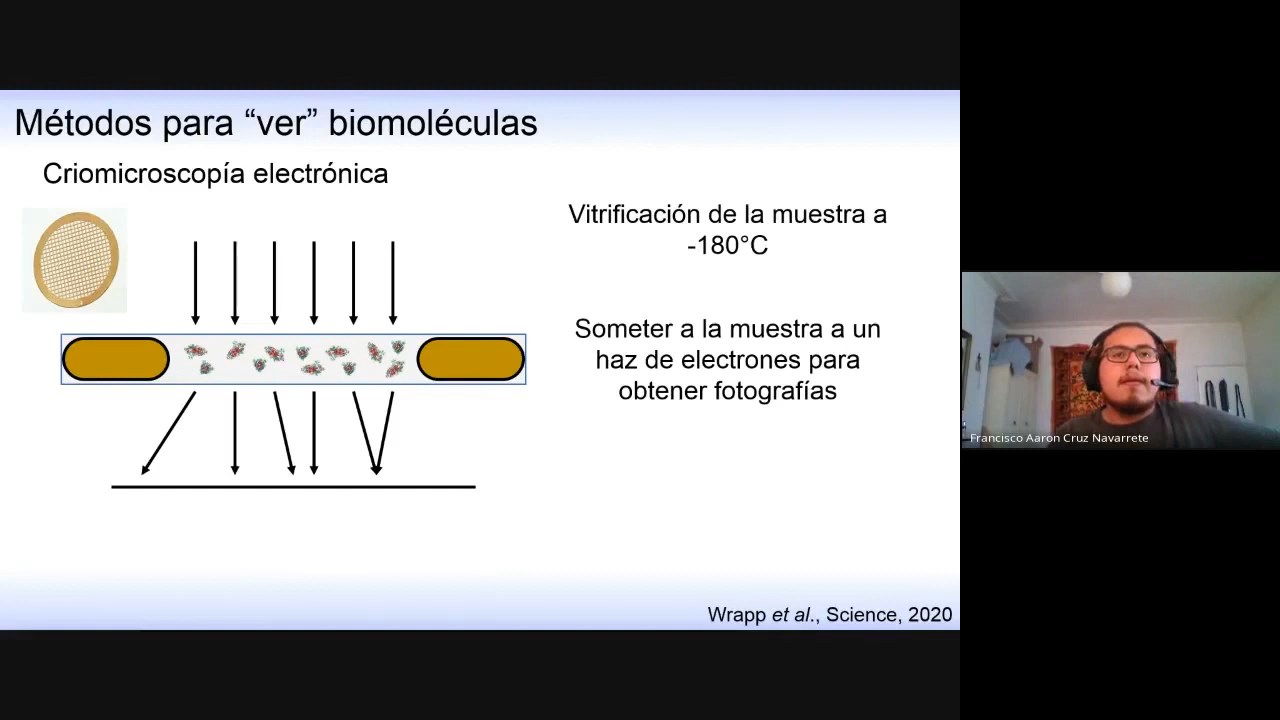 Métodos para “ver” biomoléculas
Criomicroscopía electrónica
Vitrificación de la muestra a
-180°C
Someter a la muestra a un
haz de electrones para
obtener fotografías
Wrapp et al., Science, 2020
Francisco Aaron Cruz Navarrete